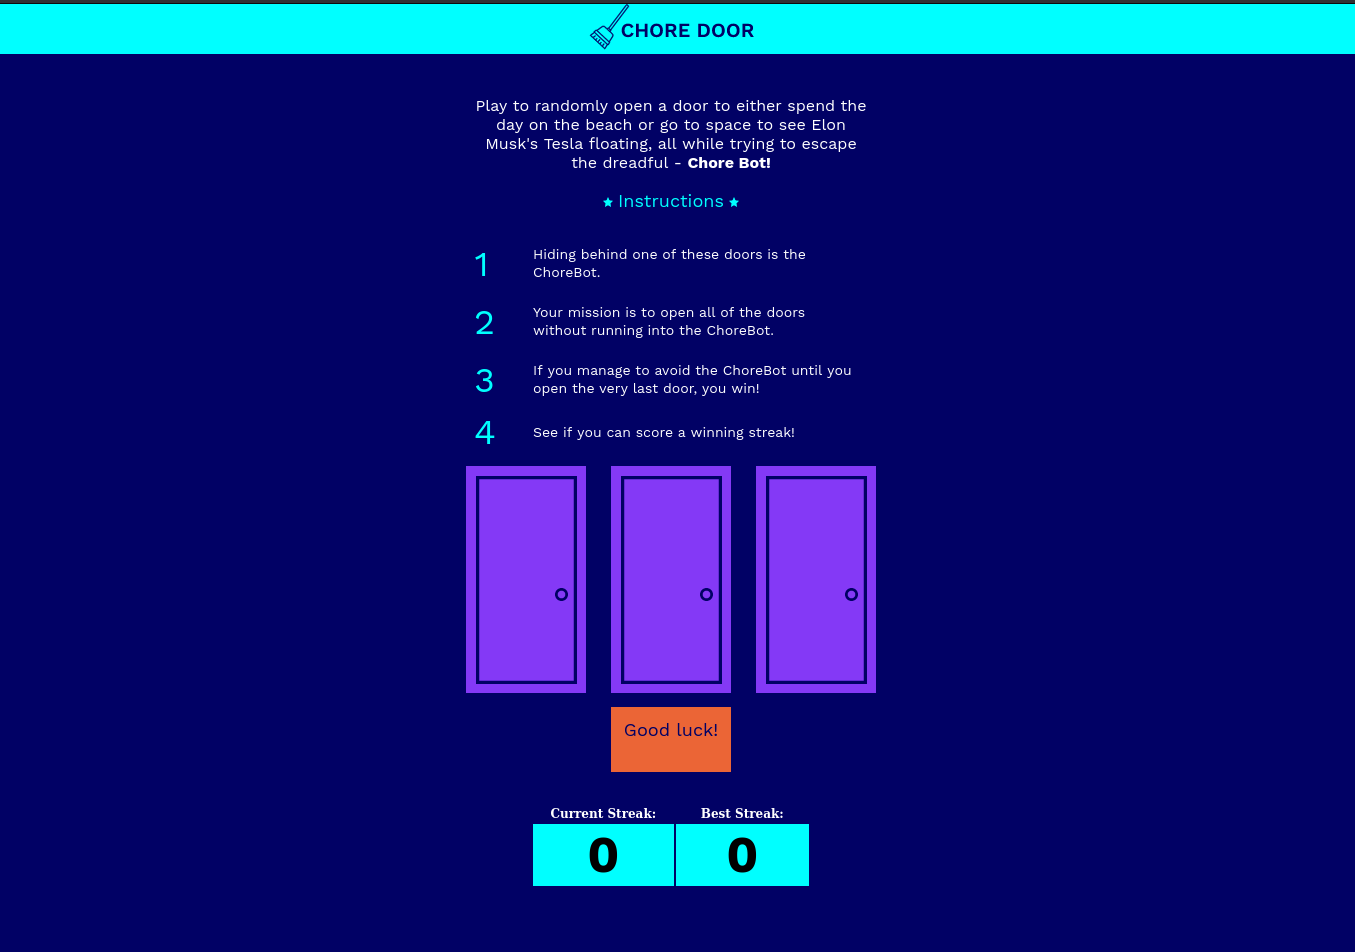 CHORE DOOR
Play to randomly open a door to either spend the
day on the beach or go to space to see Elon
Musk's Tesla floating, all while trying to escape
the dreadful - Chore Bot!
Instructions
1
Hiding behind one of these doors is the
ChoreBot.
2
Your mission is to open all of the doors
without running into the ChoreBot.
3
If you manage to avoid the ChoreBot until you
open the very last door, you win!
4
See if you can score a winning streak!
Good luck!
Current Streak: Best Streak:
0 0